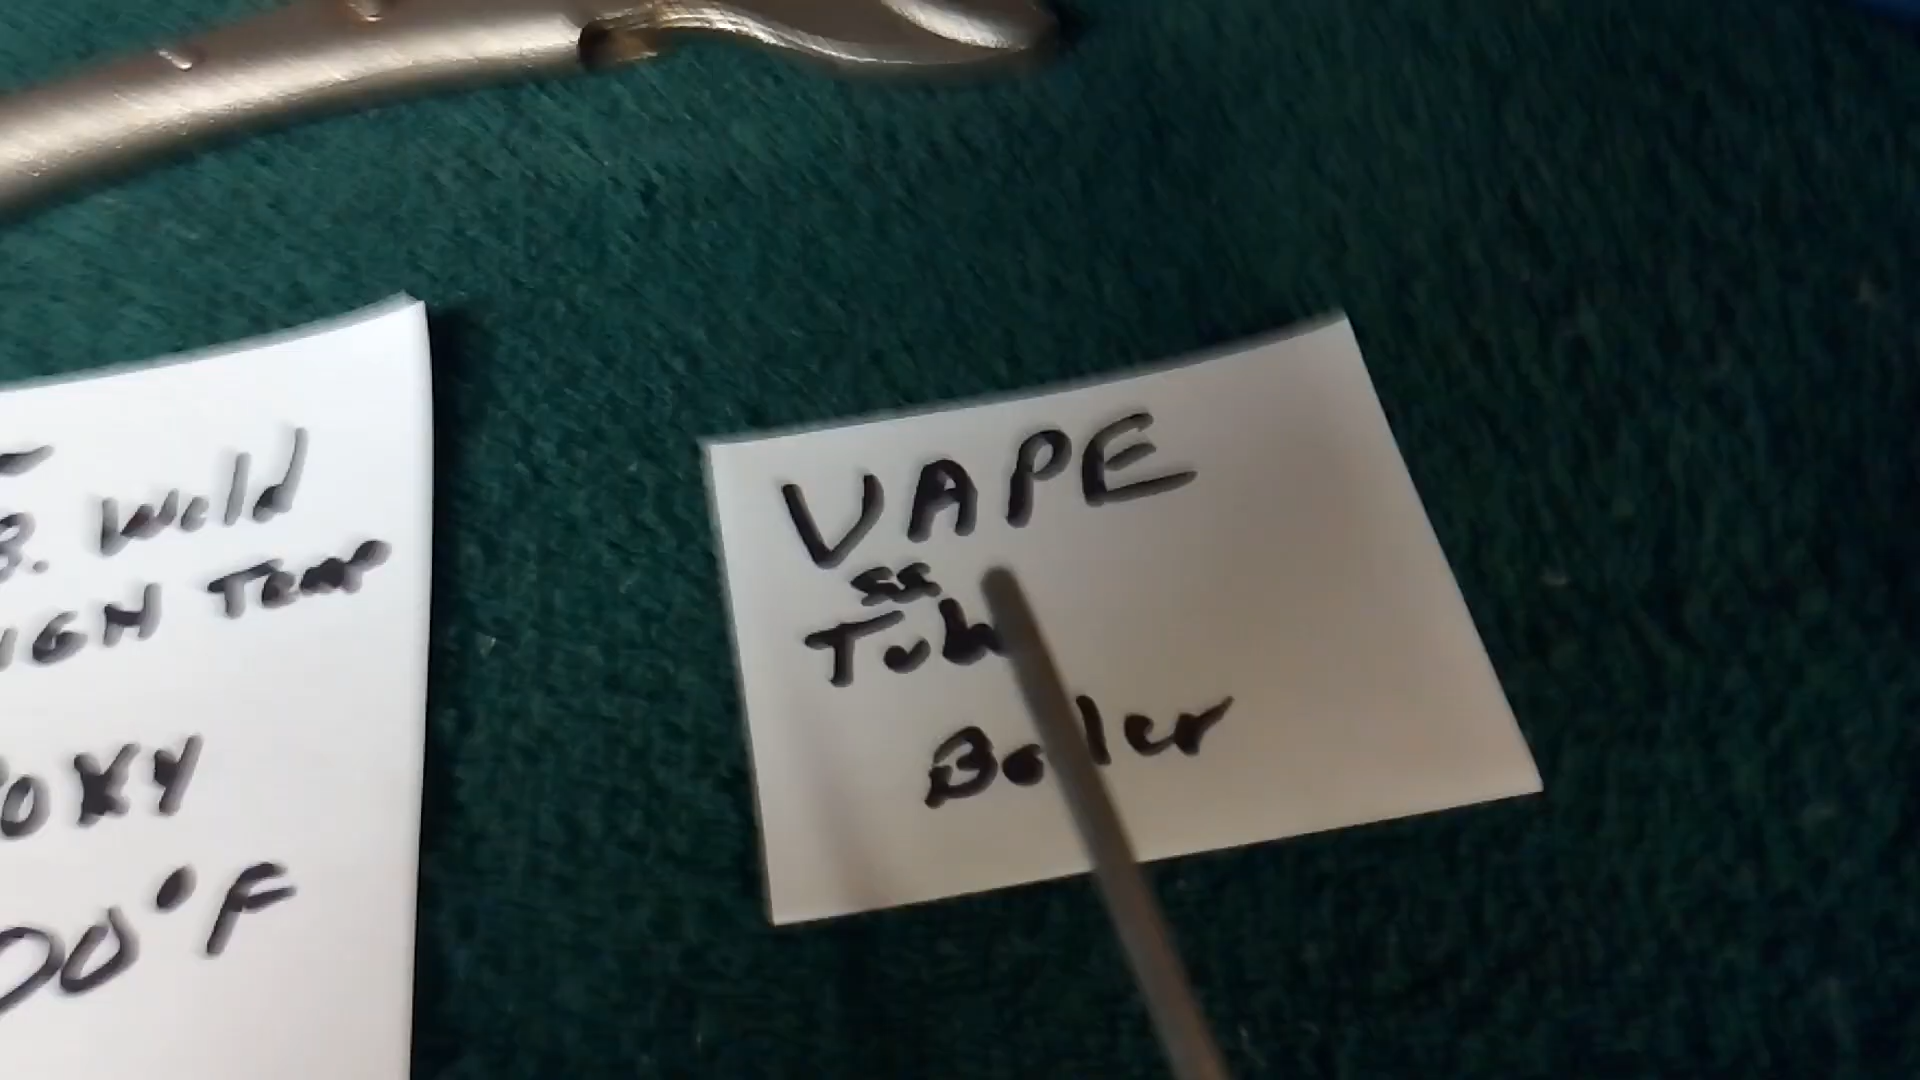 B. Weld
IGH Temp
OXY
00°F
VAPE
SS
Tub
Boiler